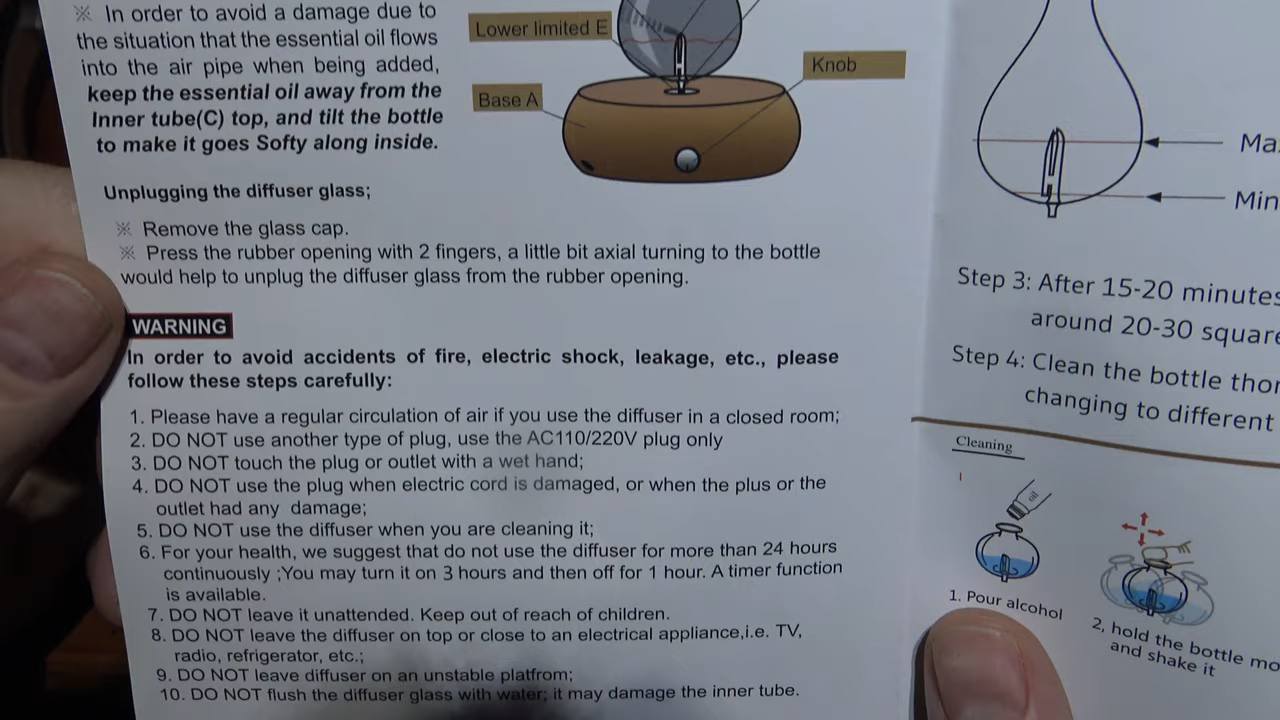 ※ In order to avoid a damage due to
the situation that the essential oil flows
into the air pipe when being added,
keep the essential oil away from the
Inner tube(C) top, and tilt the bottle
to make it goes Softy along inside.
Lower limited E
Knob
Base A
Unplugging the diffuser glass;
※ Remove the glass cap.
※ Press the rubber opening with 2 fingers, a little bit axial turning to the bottle
would help to unplug the diffuser glass from the rubber opening.
WARNING
In order to avoid accidents of fire, electric shock, leakage, etc., please
follow these steps carefully:
1. Please have a regular circulation of air if you use the diffuser in a closed room;
2. DO NOT use another type of plug, use the AC110/220V plug only
3. DO NOT touch the plug or outlet with a wet hand;
4. DO NOT use the plug when electric cord is damaged, or when the plus or the
outlet had any damage;
5. DO NOT use the diffuser when you are cleaning it;
6. For your health, we suggest that do not use the diffuser for more than 24 hours
continuously ;You may turn it on 3 hours and then off for 1 hour. A timer function
is available.
7. DO NOT leave it unattended. Keep out of reach of children.
8. DO NOT leave the diffuser on top or close to an electrical appliance,i.e. TV,
radio, refrigerator, etc.;
9. DO NOT leave diffuser on an unstable platfrom;
10. DO NOT flush the diffuser glass with water; it may damage the inner tube.
Min
Step 3: After 15-20 minutes
around 20-30 square
Step 4: Clean the bottle thor
changing to different
Cleaning
oil
1. Pour alcohol
2, hold the bottle mo
and shake it